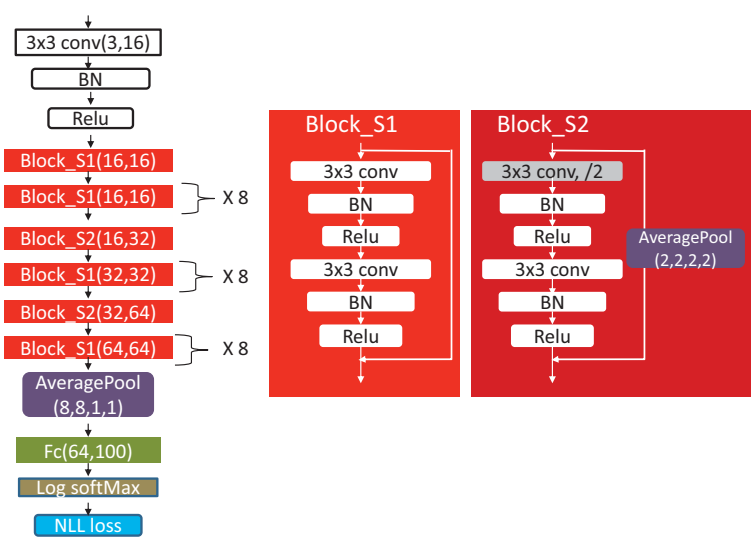 3x3 conv(3,16)
BN
Relu
Block_S1(16,16)
Block_S1(16,16)
X 8
Block_S2(16,32)
Block_S1(32,32)
X 8
Block_S2(32,64)
Block_S1(64,64)
X 8
AveragePool
(8,8,1,1)
Fc(64,100)
Log softMax
NLL loss
Block_S1
3x3 conv
BN
Relu
3x3 conv
BN
Relu
Block_S2
3x3 conv, /2
BN
Relu
3x3 conv
BN
Relu
AveragePool
(2,2,2,2)